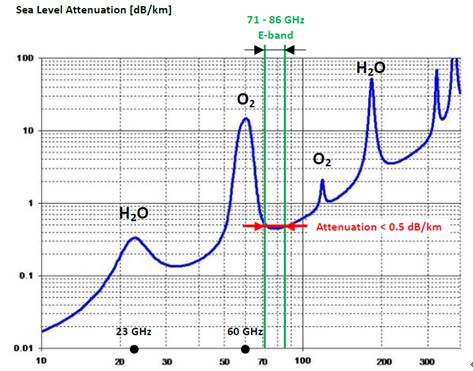 Sea Level Attenuation [dB/km]
71 - 86 GHz
E-band
100
H₂O
O₂
10
O₂
1
H₂O
Attenuation < 0.5 dB/km
0.1
23 GHz
60 GHz
0.01
10
20
30
50
70
100
200
300